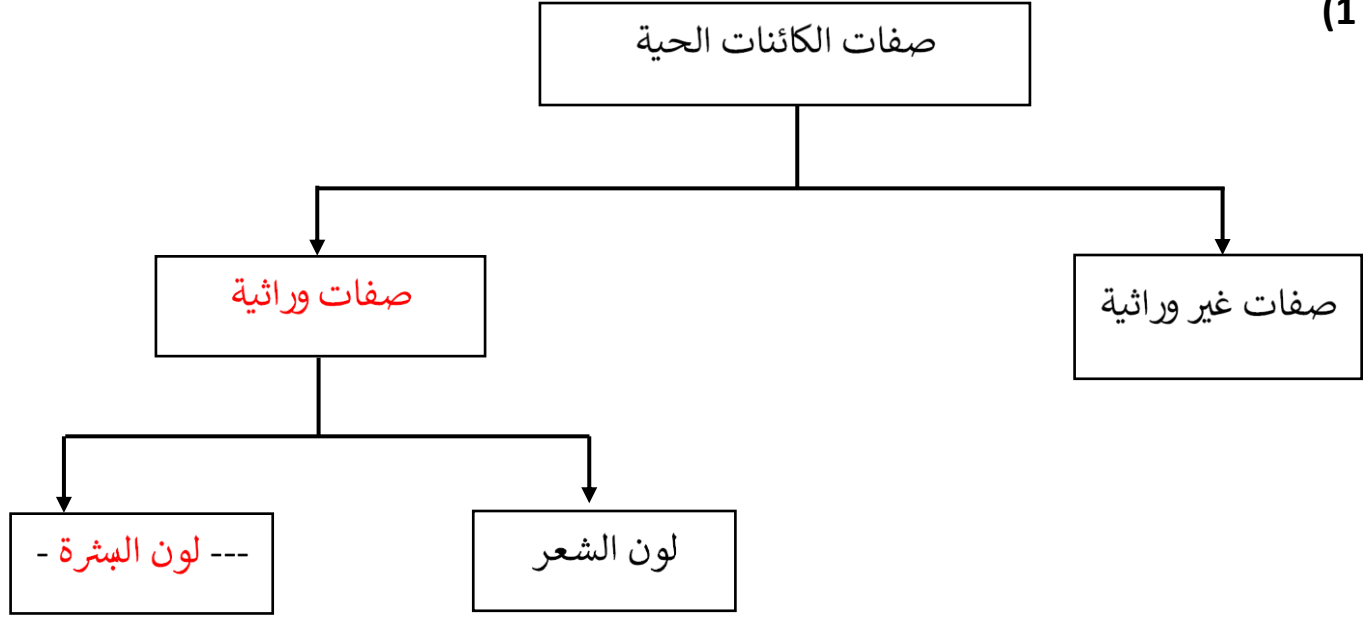 (1
صفات الكائنات الحية
صفات غير وراثية
صفات وراثية
لون الشعر
--- لون البشرة -